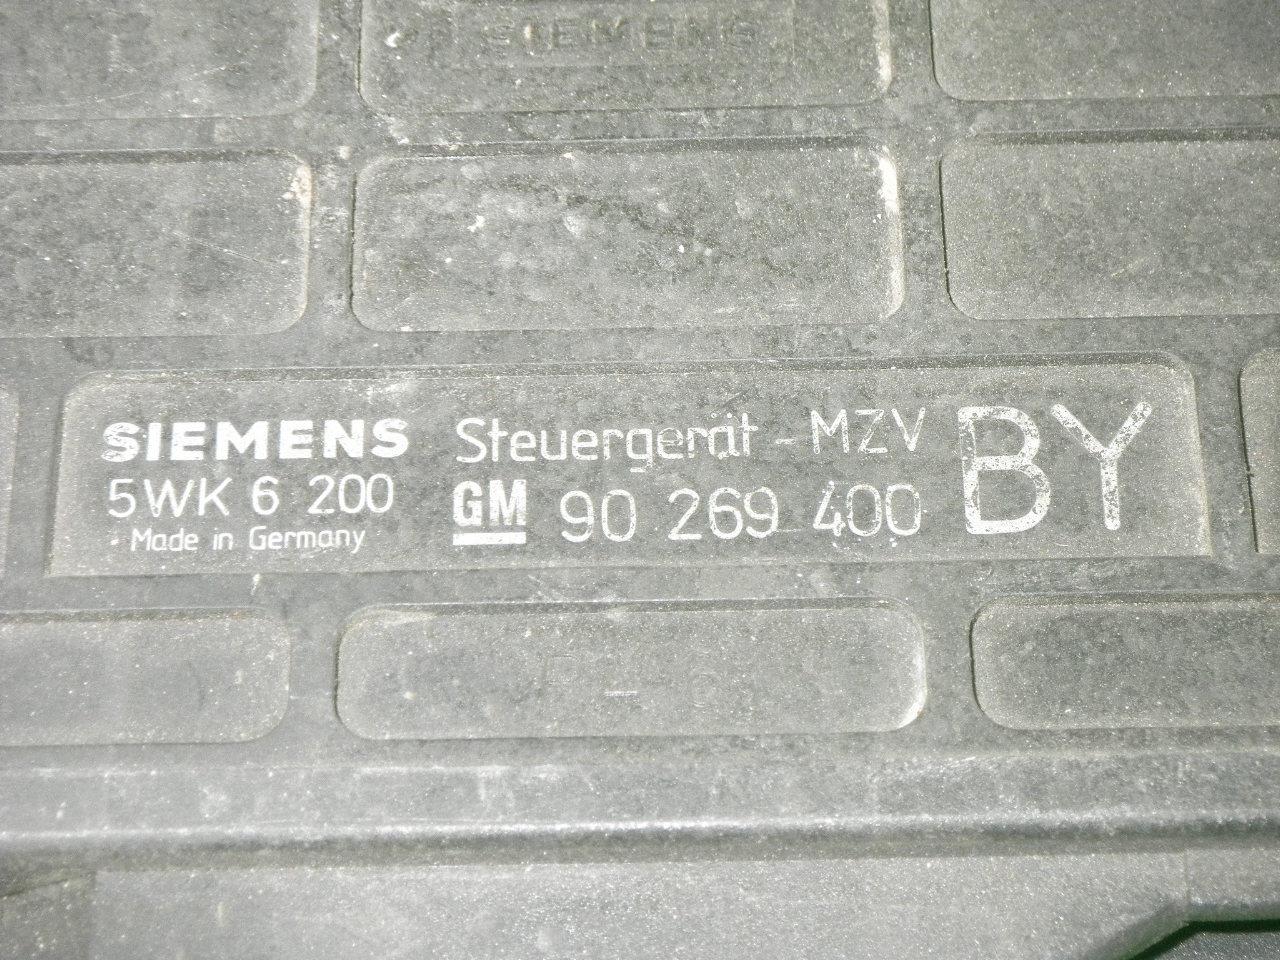 SIEMENS
SIEMENS Steuergerät - MZV BY
5WK 6 200 GM 90 269 400
Made in Germany